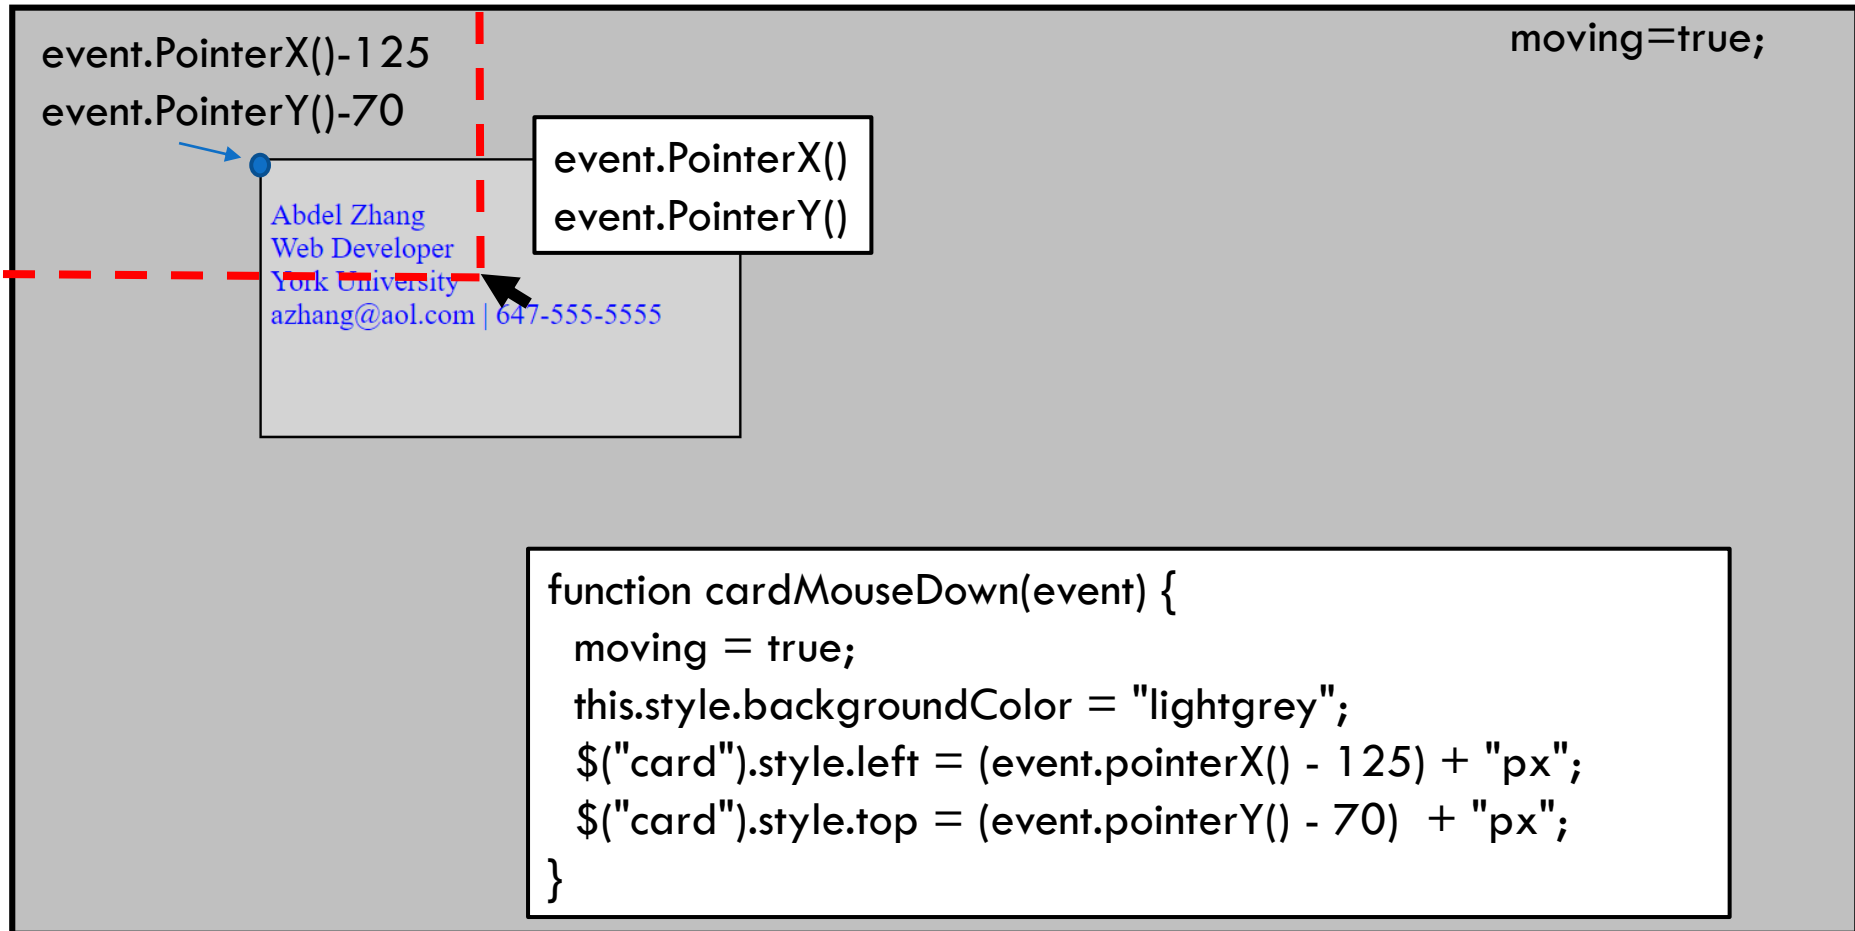 event.PointerX()-125
event.PointerY()-70
moving=true;
event.PointerX()
event.PointerY()
Abdel Zhang
Web Developer
York University
azhang@aol.com | 647-555-5555
function cardMouseDown(event) {
moving = true;
this.style.backgroundColor = "lightgrey";
$("card").style.left = (event.pointerX() - 125) + "px";
$("card").style.top = (event.pointerY() - 70) + "px";
}